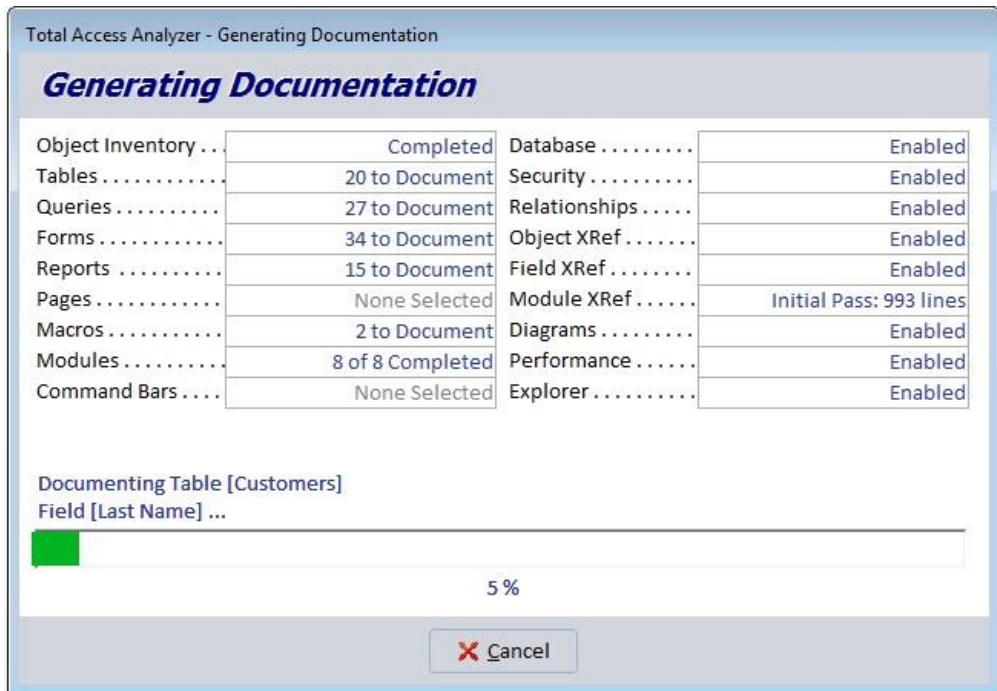 Total Access Analyzer - Generating Documentation
Generating Documentation
Object Inventory . . . Completed Database . . . . . . . . . Enabled
Tables . . . . . . . . . . . . 20 to Document Security . . . . . . . . . . Enabled
Queries . . . . . . . . . . 27 to Document Relationships . . . . . Enabled
Forms . . . . . . . . . . . . 34 to Document Object XRef . . . . . . . Enabled
Reports . . . . . . . . . . 15 to Document Field XRef . . . . . . . . Enabled
Pages . . . . . . . . . . . . None Selected Module XRef . . . . . . Initial Pass: 993 lines
Macros . . . . . . . . . . . 2 to Document Diagrams . . . . . . . . . Enabled
Modules . . . . . . . . . . 8 of 8 Completed Performance . . . . . . Enabled
Command Bars . . . . None Selected Explorer . . . . . . . . . . Enabled
Documenting Table [Customers]
Field [Last Name] ...
5 %
Cancel